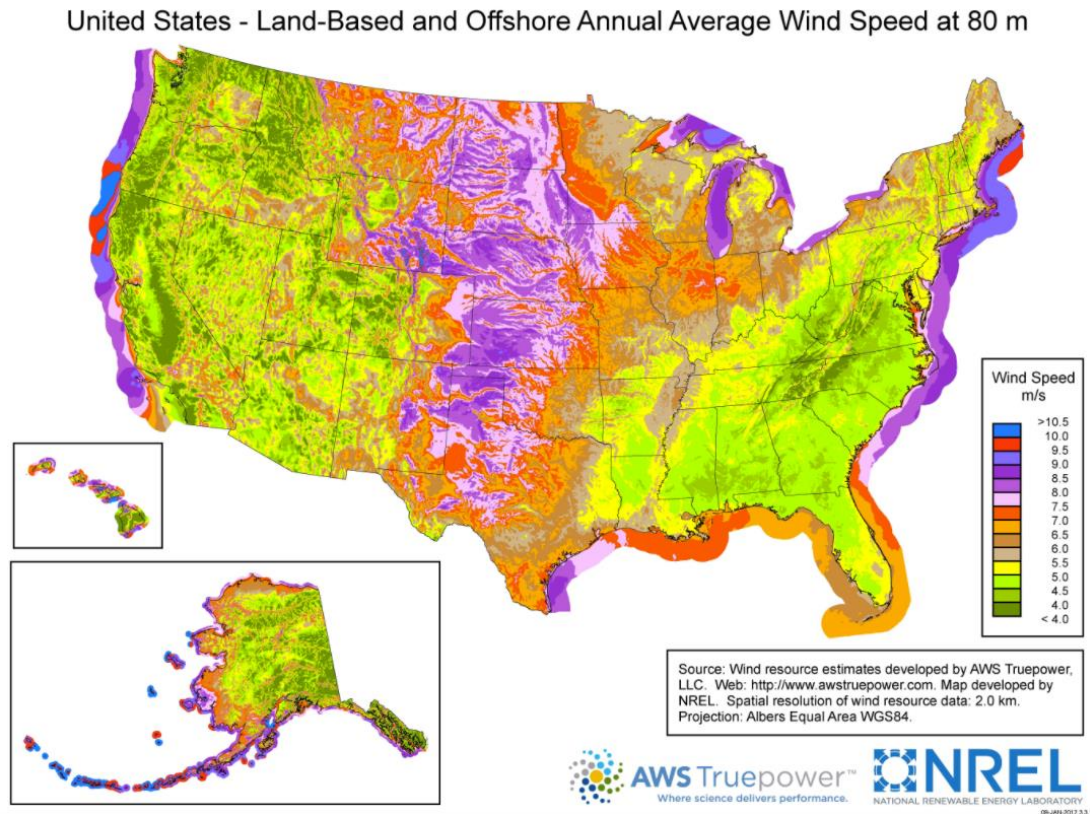 United States - Land-Based and Offshore Annual Average Wind Speed at 80 m
Wind Speed
m/s
>10.5
10.0
9.5
9.0
8.5
8.0
7.5
7.0
6.5
6.0
5.5
5.0
4.5
4.0
< 4.0
Source: Wind resource estimates developed by AWS Truepower,
LLC. Web: http://www.awstruepower.com. Map developed by
NREL. Spatial resolution of wind resource data: 2.0 km.
Projection: Albers Equal Area WGS84.
AWS Truepower™
Where science delivers performance.
NREL
NATIONAL RENEWABLE ENERGY LABORATORY